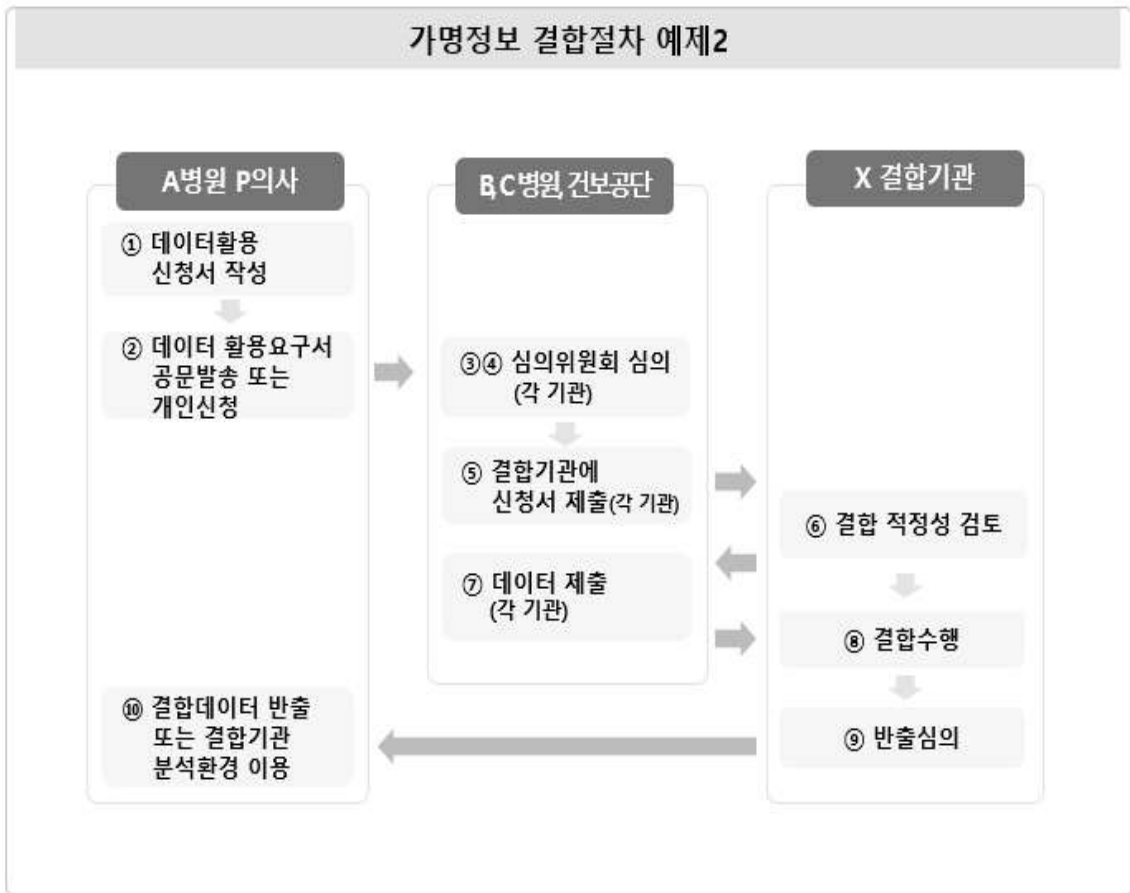 가명정보 결합절차 예제2
A병원 P의사
① 데이터활용
신청서 작성
② 데이터 활용요구서
공문발송 또는
개인신청
⑩ 결합데이터 반출
또는 결합기관
분석환경 이용
B,C병원, 건보공단
③④ 심의위원회 심의
(각 기관)
⑤ 결합기관에
신청서 제출(각 기관)
⑦ 데이터 제출
(각 기관)
X 결합기관
⑥ 결합 적정성 검토
⑧ 결합수행
⑨ 반출심의